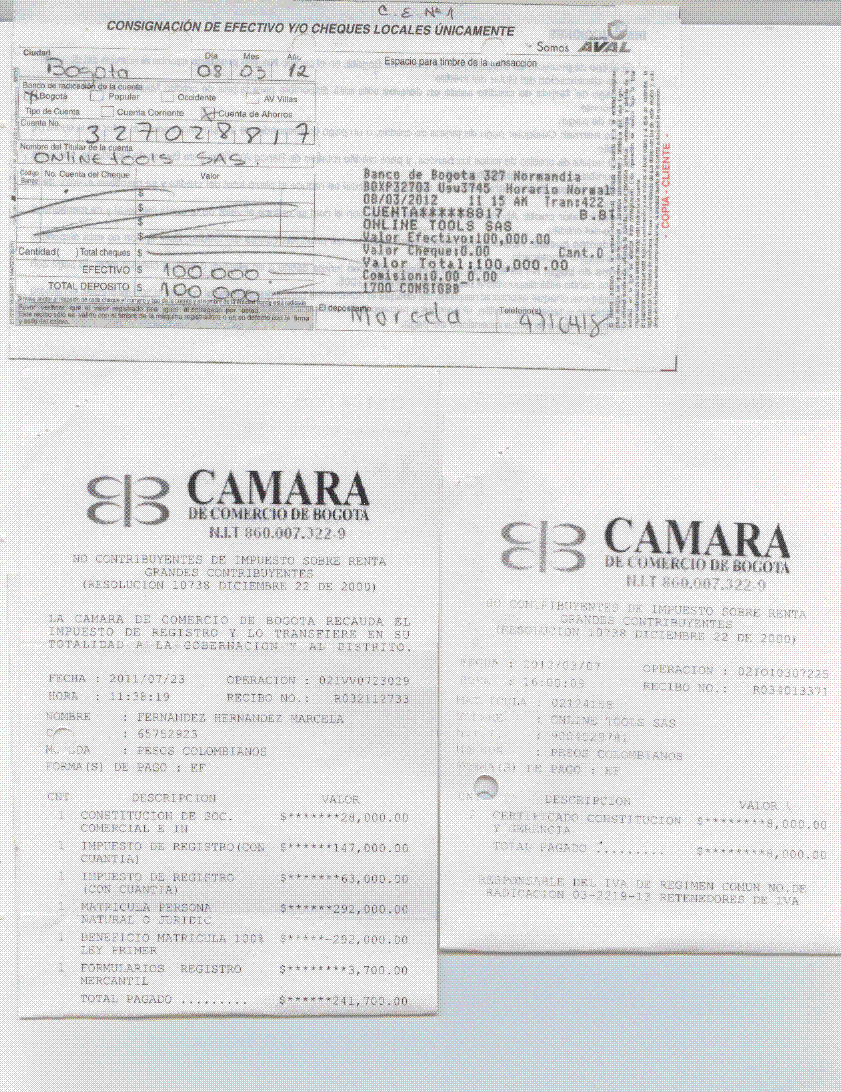 C. E. Nº 1
CONSIGNACIÓN DE EFECTIVO Y/O CHEQUES LOCALES ÚNICAMENTE
Somos AVAL
Ciudad Día Mes Año
Bogota 08 03 12
Espacio para timbre de la transacción
Banco de radicación de la cuenta
Bogotá Popular Occidente AV Villas
Tipo de Cuenta Cuenta Corriente Cuenta de Ahorros
Cuenta No.
327028817
Nombre del Titular de la cuenta
ONLINE tools SAS.
Código Banco No. Cuenta del Cheque Valor
$
$
$
Cantidad( ) Total cheques $
EFECTIVO $ 100.000
TOTAL DEPOSITO $ 100.000
Banco de Bogota 327 Normandia
BOXP32703 Usu3745 Horario Normal
08/03/2012 11 15 AM Tran:422
CUENTA*****8817 B.BT
ONLINE TOOLS SAS
Valor Efectivo:100,000.00
Valor Cheque:0.00 Cant.0
Valor Total:100,000.00
Comision:0.00 0.00
1700 CONSIGBB
El depositante Marcela
Teléfono(s) 4710418
- COPIA - CLIENTE -
CAMARA
DE COMERCIO DE BOGOTA
N.I.T 860.007.322-9
NO CONTRIBUYENTES DE IMPUESTO SOBRE RENTA
GRANDES CONTRIBUYENTES
(RESOLUCION 10738 DICIEMBRE 22 DE 2000)
LA CAMARA DE COMERCIO DE BOGOTA RECAUDA EL
IMPUESTO DE REGISTRO Y LO TRANSFIERE EN SU
TOTALIDAD A LA GOBERNACION Y AL DISTRITO.
FECHA : 2011/07/23 OPERACION : 021VV0723029
HORA : 11:38:19 RECIBO NO.: R032112733
NOMBRE : FERNANDEZ HERNANDEZ MARCELA
: 65752923
: PESOS COLOMBIANOS
FORMA(S) DE PAGO : EF
CNT DESCRIPCION VALOR
1 CONSTITUCION DE SOC. $*******28,000.00
COMERCIAL E IN
1 IMPUESTO DE REGISTRO(CON $******147,000.00
CUANTIA)
1 IMPUESTO DE REGISTRO $*******63,000.00
(CON CUANTIA)
1 MATRICULA PERSONA $******292,000.00
NATURAL O JURIDIC
1 BENEFICIO MATRICULA 100% $*****-292,000.00
LEY PRIMER
1 FORMULARIOS REGISTRO $********3,700.00
MERCANTIL
TOTAL PAGADO ......... $******241,700.00
CAMARA
DE COMERCIO DE BOGOTA
N.I.T 860.007.322-9
NO CONTRIBUYENTES DE IMPUESTO SOBRE RENTA
GRANDES CONTRIBUYENTES
(RESOLUCION 10738 DICIEMBRE 22 DE 2000)
FECHA : 2012/03/07 OPERACION : 021010307225
: 16:00:09 RECIBO NO.: R034013371
MATRICULA : 02124158
: ONLINE TOOLS SAS
: PESOS COLOMBIANOS
FORMA(S) DE PAGO : EF
DESCRIPCION VALOR
CERTIFICADO CONSTITUCION $********8,000.00
Y GERENCIA
TOTAL PAGADO ......... $********8,000.00
RESPONSABLE DEL IVA DE REGIMEN COMUN NO.DE
RADICACION 03-2219-13 RETENEDORES DE IVA